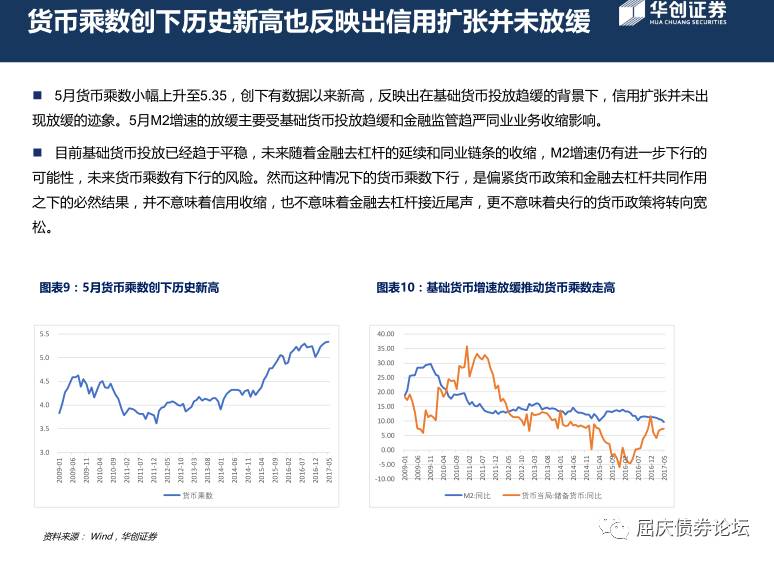 货币乘数创下历史新高也反映出信用扩张并未放缓
华创证券
HUA CHUANG SECURITIES
■ 5月货币乘数小幅上升至5.35，创下有数据以来新高，反映出在基础货币投放趋缓的背景下，信用扩张并未出
现放缓的迹象。5月M2增速的放缓主要受基础货币投放趋缓和金融监管趋严同业业务收缩影响。
■ 目前基础货币投放已经趋于平稳，未来随着金融去杠杆的延续和同业链条的收缩，M2增速仍有进一步下行的
可能性，未来货币乘数有下行的风险。然而这种情况下的货币乘数下行，是偏紧货币政策和金融去杠杆共同作用
之下的必然结果，并不意味着信用收缩，也不意味着金融去杠杆接近尾声，更不意味着央行的货币政策将转向宽
松。
图表9：5月货币乘数创下历史新高
5.5
5.0
4.5
4.0
3.5
3.0
2009-01 2009-06 2009-11 2010-04 2010-09 2011-02 2011-07 2011-12 2012-05 2012-10 2013-03 2013-08 2014-01 2014-06 2014-11 2015-04 2015-09 2016-02 2016-07 2016-12 2017-05
货币乘数
图表10：基础货币增速放缓推动货币乘数走高
40.00
35.00
30.00
25.00
20.00
15.00
10.00
5.00
0.00
-5.00
-10.00
2009-01 2009-06 2009-11 2010-04 2010-09 2011-02 2011-07 2011-12 2012-05 2012-10 2013-03 2013-08 2014-01 2014-06 2014-11 2015-04 2015-09 2016-02 2016-07 2016-12 2017-05
M2:同比 货币当局:储备货币:同比
资料来源： Wind，华创证券
屈庆债券论坛